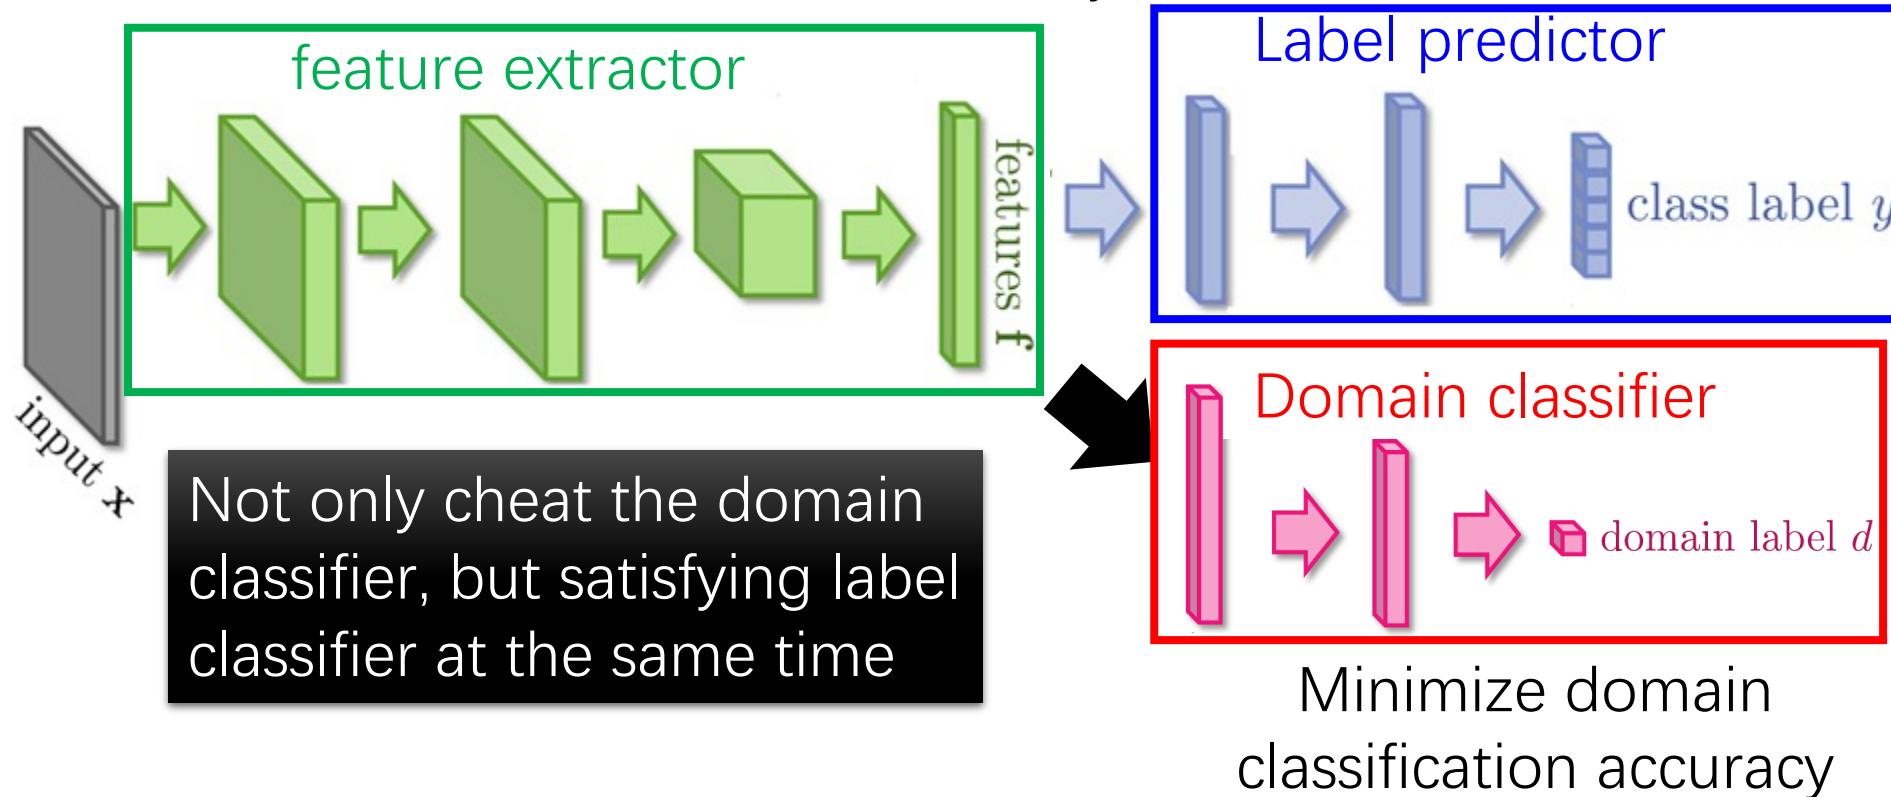 feature extractor
Label predictor
features f
class label y
input x
Domain classifier
domain label d
Not only cheat the domain
classifier, but satisfying label
classifier at the same time
Minimize domain
classification accuracy